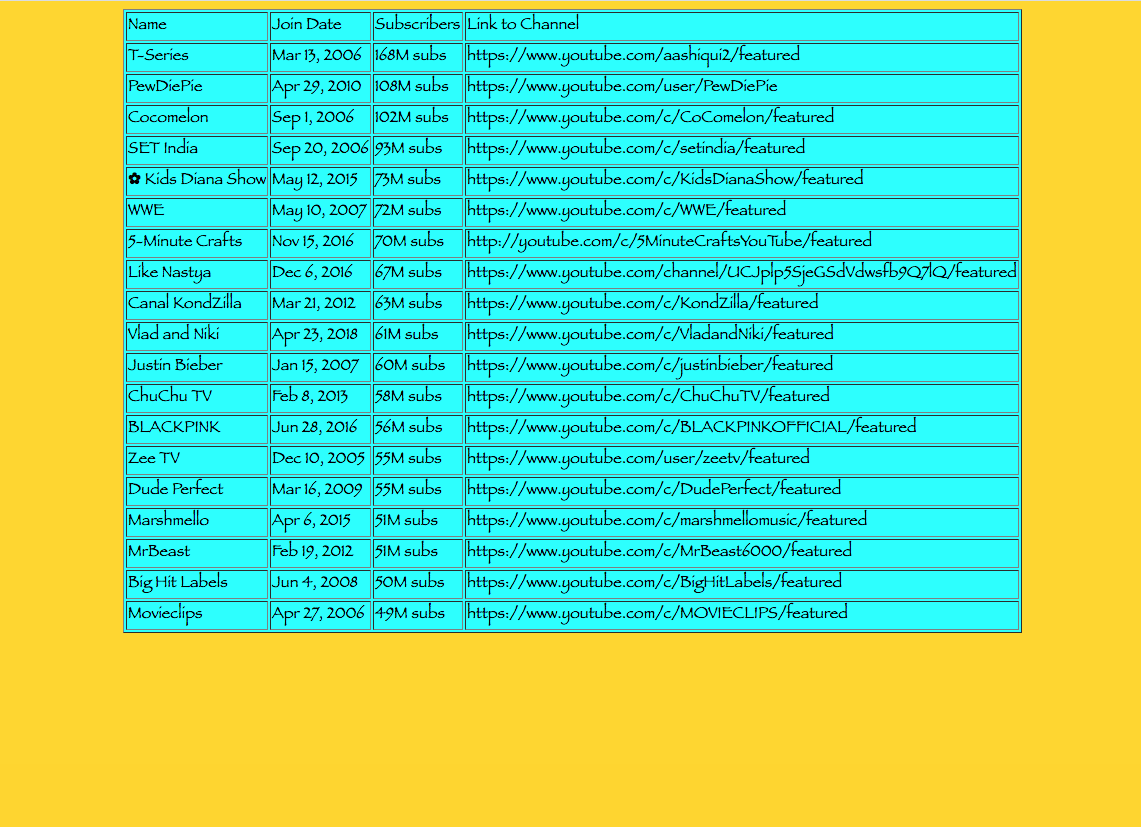 Name Join Date Subscribers Link to Channel
T-Series Mar 13, 2006 168M subs https://www.youtube.com/aashiqui2/featured
PewDiePie Apr 29, 2010 108M subs https://www.youtube.com/user/PewDiePie
Cocomelon Sep 1, 2006 102M subs https://www.youtube.com/c/CoComelon/featured
SET India Sep 20, 2006 93M subs https://www.youtube.com/c/setindia/featured
✿ Kids Diana Show May 12, 2015 73M subs https://www.youtube.com/c/KidsDianaShow/featured
WWE May 10, 2007 72M subs https://www.youtube.com/c/WWE/featured
5-Minute Crafts Nov 15, 2016 70M subs http://youtube.com/c/5MinuteCraftsYouTube/featured
Like Nastya Dec 6, 2016 67M subs https://www.youtube.com/channel/UCJplp5SjeGSdVdwsfb9Q7lQ/featured
Canal KondZilla Mar 21, 2012 63M subs https://www.youtube.com/c/KondZilla/featured
Vlad and Niki Apr 23, 2018 61M subs https://www.youtube.com/c/VladandNiki/featured
Justin Bieber Jan 15, 2007 60M subs https://www.youtube.com/c/justinbieber/featured
ChuChu TV Feb 8, 2013 58M subs https://www.youtube.com/c/ChuChuTV/featured
BLACKPINK Jun 28, 2016 56M subs https://www.youtube.com/c/BLACKPINKOFFICIAL/featured
Zee TV Dec 10, 2005 55M subs https://www.youtube.com/user/zeetv/featured
Dude Perfect Mar 16, 2009 55M subs https://www.youtube.com/c/DudePerfect/featured
Marshmello Apr 6, 2015 51M subs https://www.youtube.com/c/marshmellomusic/featured
MrBeast Feb 19, 2012 51M subs https://www.youtube.com/c/MrBeast6000/featured
Big Hit Labels Jun 4, 2008 50M subs https://www.youtube.com/c/BigHitLabels/featured
Movieclips Apr 27, 2006 49M subs https://www.youtube.com/c/MOVIECLIPS/featured